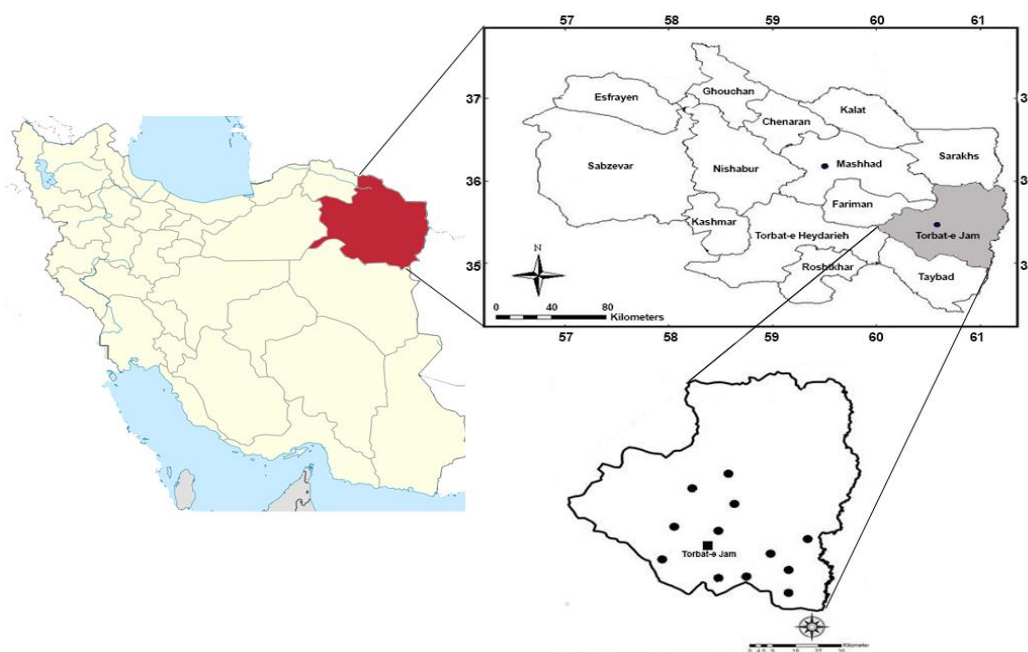 57 58 59 60 61
37
36
35
Ghouchan
Esfrayen
Chenaran
Kalat
Sabzevar
Nishabur
Mashhad
Sarakhs
Fariman
Kashmar
Torbat-e Heydarieh
Torbat-e Jam
Roshtkhar
Taybad
N
0 20 40 80
Kilometers
57 58 59 60 61
3
3
3
Torbat-e Jam
Kilometer